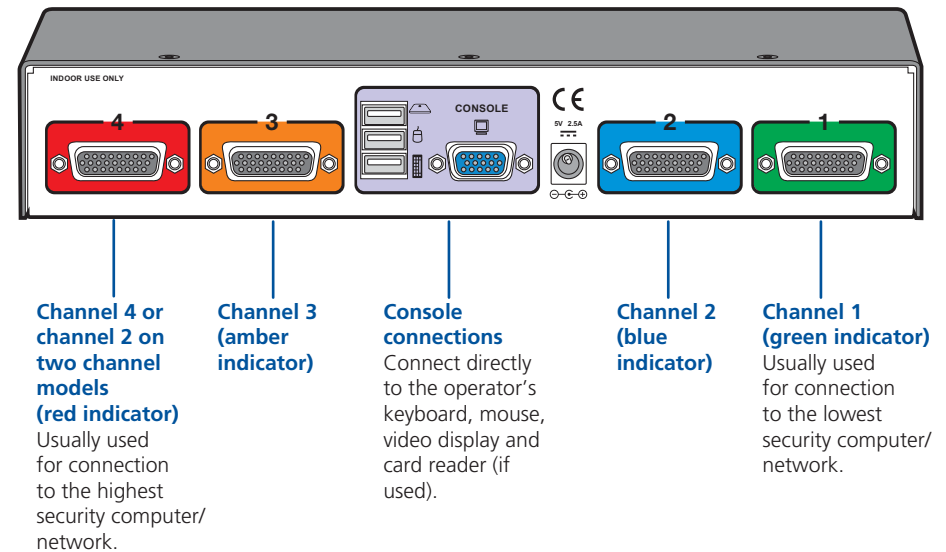 INDOOR USE ONLY
4
3
CONSOLE
CE
5V 2.5A
2
1
Channel 4 or
channel 2 on
two channel
models
(red indicator)
Usually used
for connection
to the highest
security computer/
network.
Channel 3
(amber
indicator)
Console
connections
Connect directly
to the operator’s
keyboard, mouse,
video display and
card reader (if
used).
Channel 2
(blue
indicator)
Channel 1
(green indicator)
Usually used
for connection
to the lowest
security computer/
network.